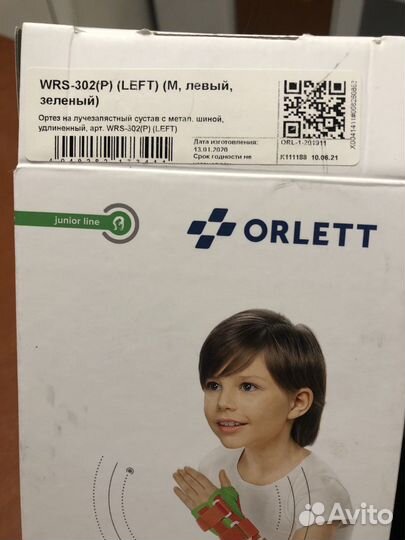 WRS-302(P) (LEFT) (M, левый,
зеленый)
Ортез на лучезапястный сустав с метал. шиной,
удлиненный, арт. WRS-302(P) (LEFT)
Дата изготовления:
13.01.2020
Срок годности не
ORL-1-201911
K111188 10.06.21
junior line
ORLETT
Avito